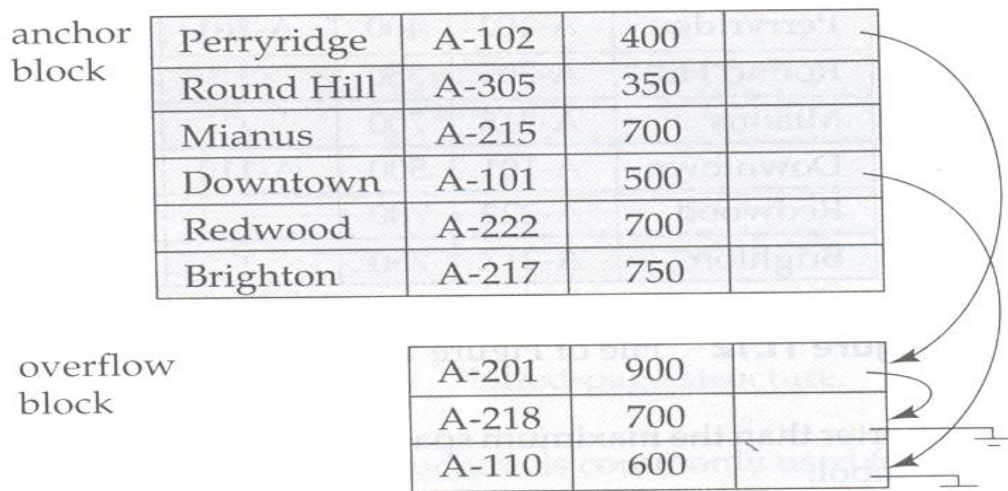 anchor
block
Perryridge A-102 400
Round Hill A-305 350
Mianus A-215 700
Downtown A-101 500
Redwood A-222 700
Brighton A-217 750
overflow
block
A-201 900
A-218 700
A-110 600